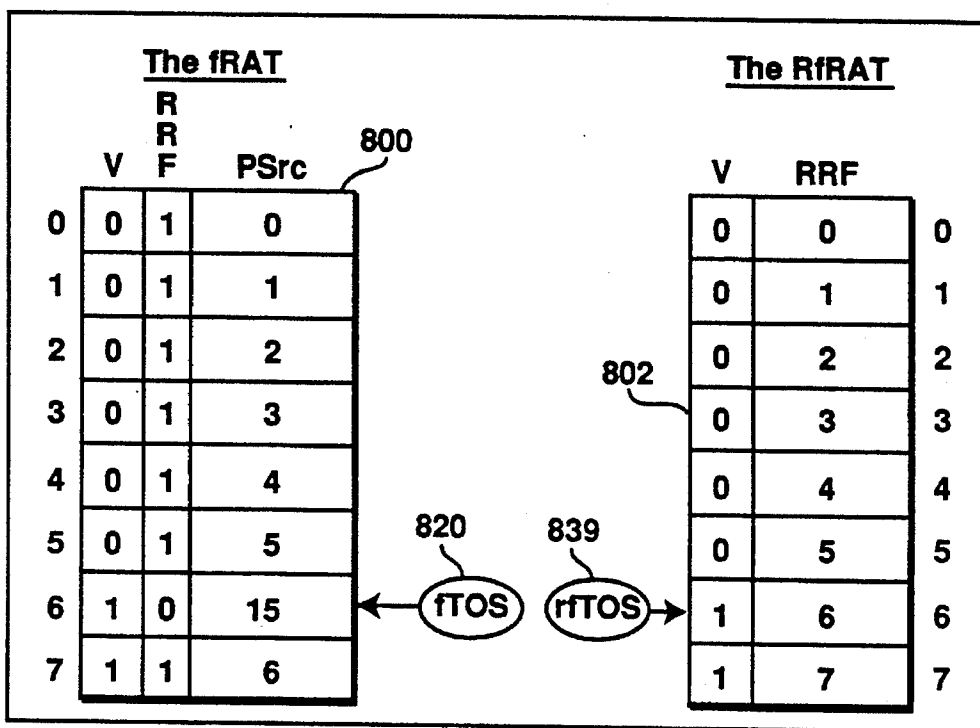 The fRAT
The RfRAT
R
R
V F PSrc
800
V RRF
0 0 1 0
0 0 0
1 0 1 1
0 1 1
2 0 1 2
0 2 2
802
3 0 1 3
0 3 3
4 0 1 4
0 4 4
5 0 1 5
0 5 5
820
839
6 1 0 15
fTOS
rfTOS
1 6 6
7 1 1 6
1 7 7